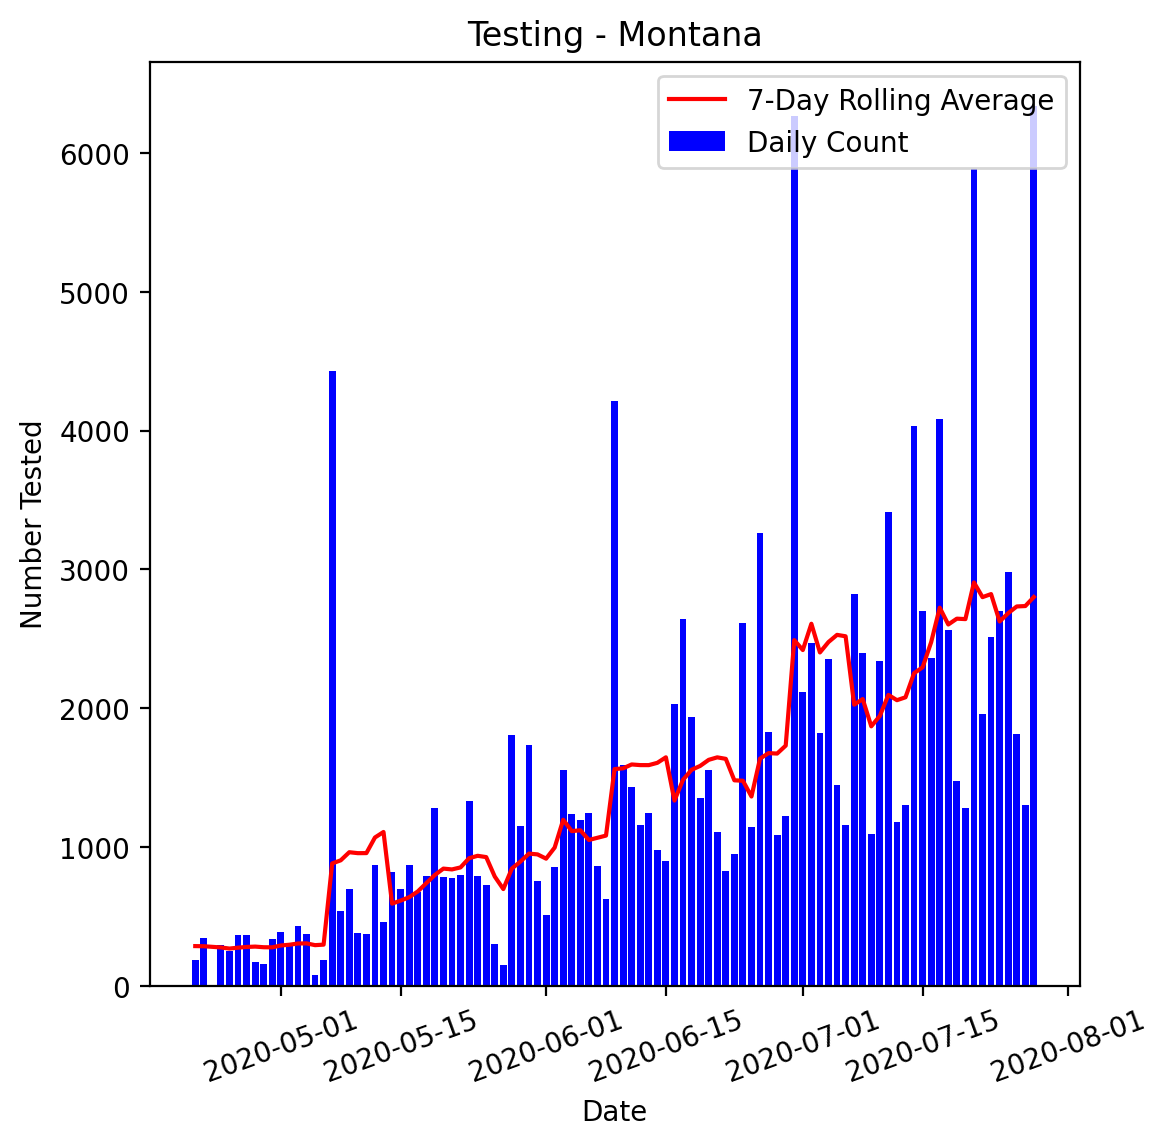 Testing - Montana
7-Day Rolling Average
Daily Count
6000
5000
4000
3000
2000
1000
0
Number Tested
2020-05-01
2020-05-15
2020-06-01
2020-06-15
2020-07-01
2020-07-15
2020-08-01
Date